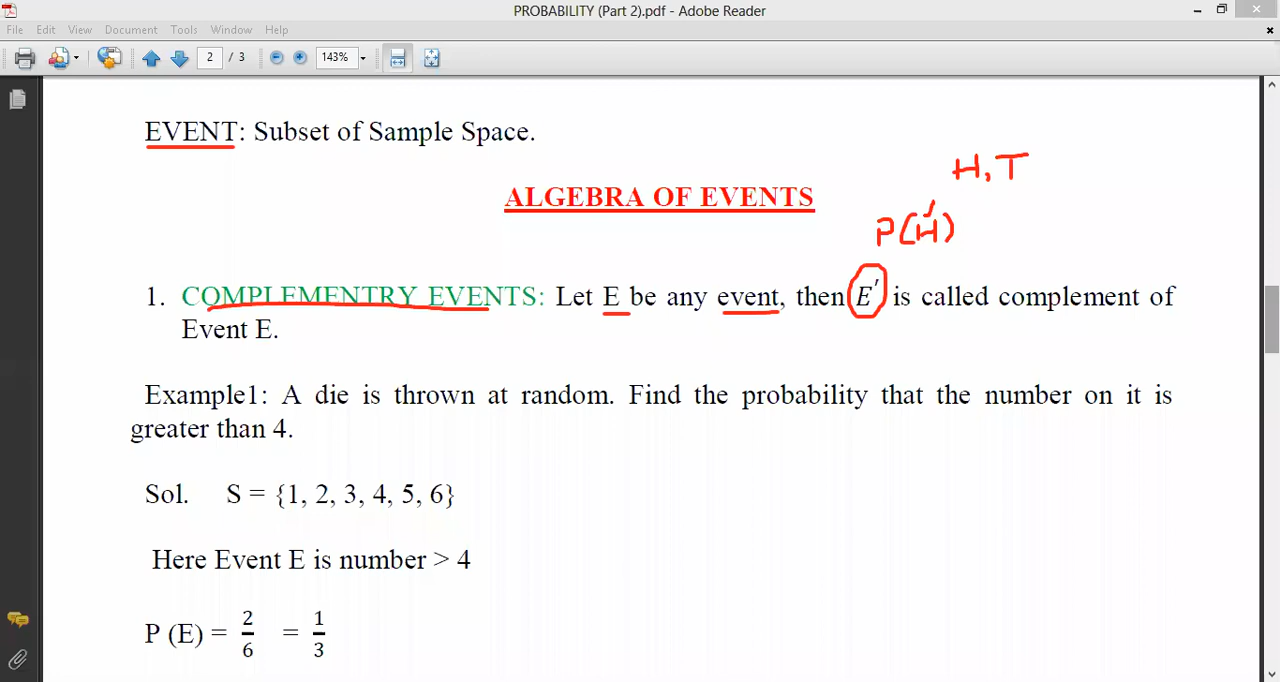 PROBABILITY (Part 2).pdf - Adobe Reader
File Edit View Document Tools Window Help
2 / 3 143%
EVENT: Subset of Sample Space.
H, T
ALGEBRA OF EVENTS
P(H')
1. COMPLEMENTRY EVENTS: Let E be any event, then E′ is called complement of
Event E.
Example1: A die is thrown at random. Find the probability that the number on it is
greater than 4.
Sol. S = {1, 2, 3, 4, 5, 6}
Here Event E is number > 4
P (E) = 2/6 = 1/3